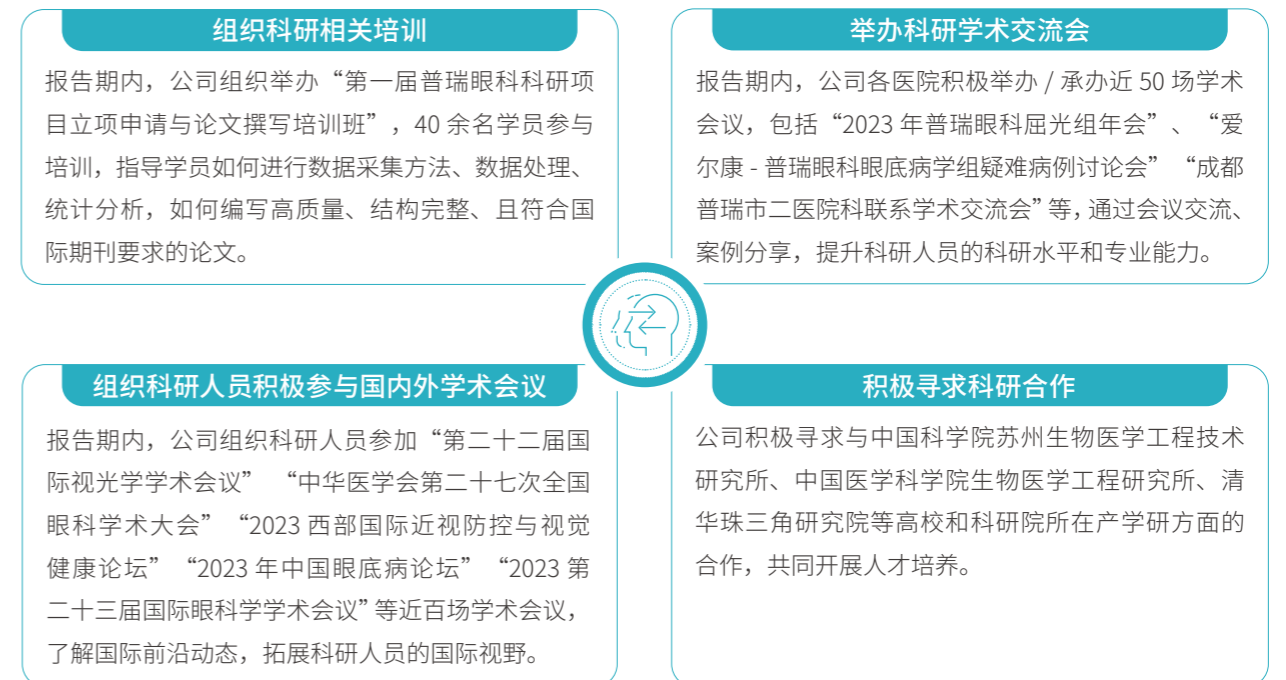 组织科研相关培训
报告期内，公司组织举办“第一届普瑞眼科科研项
目立项申请与论文撰写培训班”，40 余名学员参与
培训，指导学员如何进行数据采集方法、数据处理、
统计分析，如何编写高质量、结构完整、且符合国
际期刊要求的论文。
举办科研学术交流会
报告期内，公司各医院积极举办 / 承办近 50 场学术
会议，包括“2023 年普瑞眼科屈光组年会”、“爱
尔康 - 普瑞眼科眼底病学组疑难病例讨论会”“成都
普瑞市二医院科联系学术交流会”等，通过会议交流、
案例分享，提升科研人员的科研水平和专业能力。
组织科研人员积极参与国内外学术会议
报告期内，公司组织科研人员参加“第二十二届国
际视光学学术会议”“中华医学会第二十七次全国
眼科学术大会”“2023 西部国际近视防控与视觉
健康论坛”“2023 年中国眼底病论坛”“2023 第
二十三届国际眼科学学术会议”等近百场学术会议，
了解国际前沿动态，拓展科研人员的国际视野。
积极寻求科研合作
公司积极寻求与中国科学院苏州生物医学工程技术
研究所、中国医学科学院生物医学工程研究所、清
华珠三角研究院等高校和科研院所在产学研方面的
合作，共同开展人才培养。